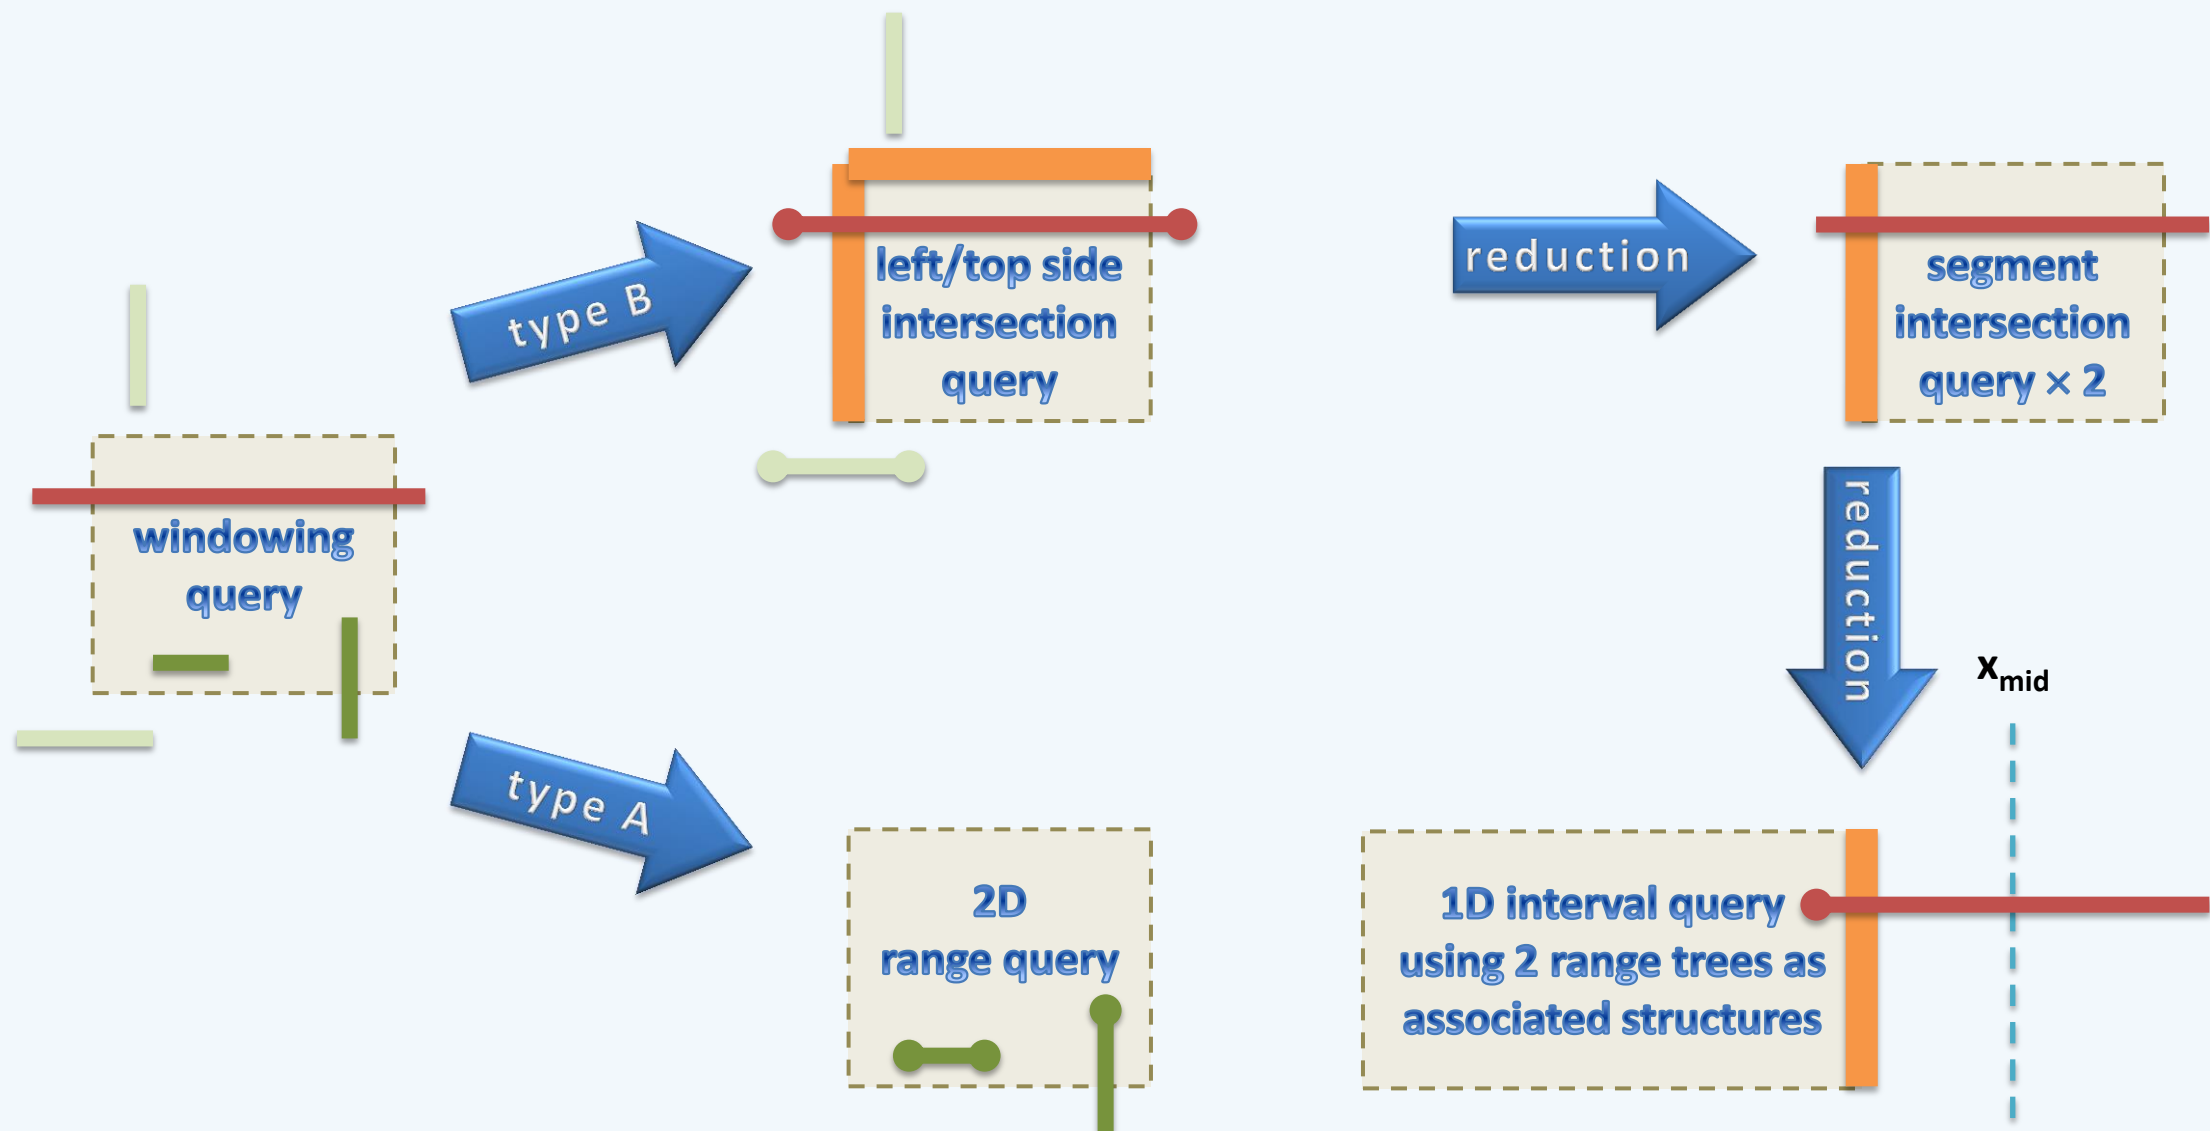 windowing
query
type B
left/top side
intersection
query
reduction
segment
intersection
query × 2
reduction
type A
2D
range query
x_mid
1D interval query
using 2 range trees as
associated structures